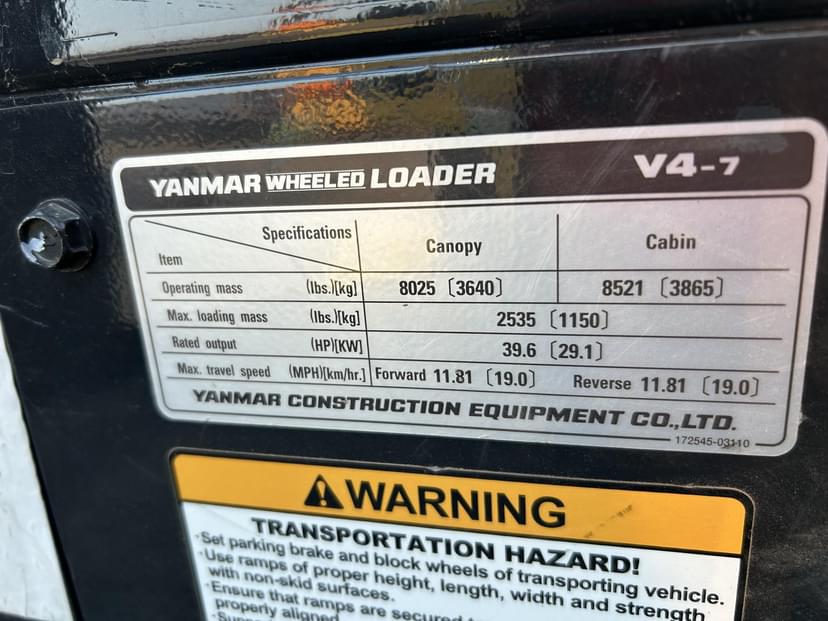 YANMAR WHEELED LOADER V4-7
Specifications
Item
Canopy Cabin
Operating mass (lbs.)[kg] 8025 〔3640〕 8521 〔3865〕
Max. loading mass (lbs.)[kg] 2535 〔1150〕
Rated output (HP)[KW] 39.6 〔29.1〕
Max. travel speed (MPH)[km/hr.] Forward 11.81 〔19.0〕 Reverse 11.81 〔19.0〕
YANMAR CONSTRUCTION EQUIPMENT CO.,LTD.
172545-03110
WARNING
TRANSPORTATION HAZARD!
·Set parking brake and block wheels of transporting vehicle.
·Use ramps of proper height, length, width and strength
with non-skid surfaces.
·Ensure that ramps are secured
properly aligned